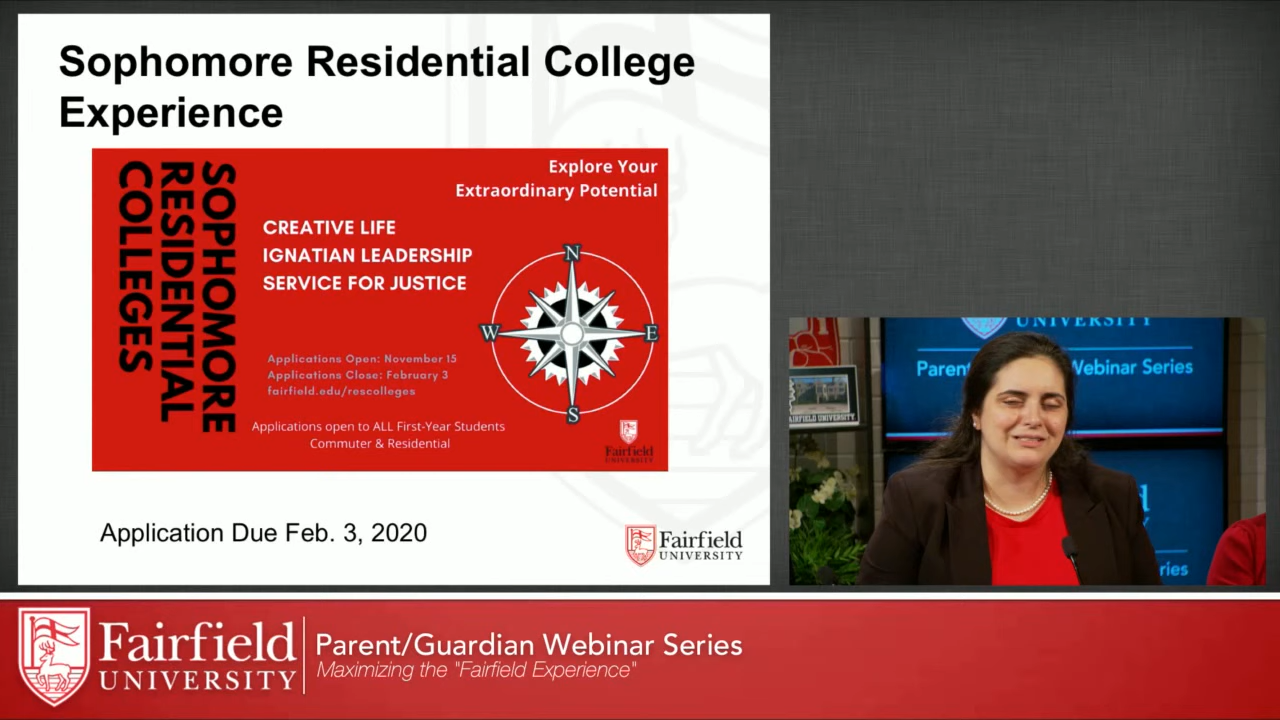 Sophomore Residential College
Experience
SOPHOMORE
RESIDENTIAL
COLLEGES
Explore Your
Extraordinary Potential
CREATIVE LIFE
IGNATIAN LEADERSHIP
SERVICE FOR JUSTICE
N
W
E
S
Applications Open: November 15
Applications Close: February 3
fairfield.edu/rescolleges
Applications open to ALL First-Year Students
Commuter & Residential
Fairfield
UNIVERSITY
Application Due Feb. 3, 2020
Fairfield
UNIVERSITY
UNIVERSITY
Parent Webinar Series
FAIRFIELD UNIVERSITY
Fairfield
UNIVERSITY
Parent/Guardian Webinar Series
Maximizing the "Fairfield Experience"